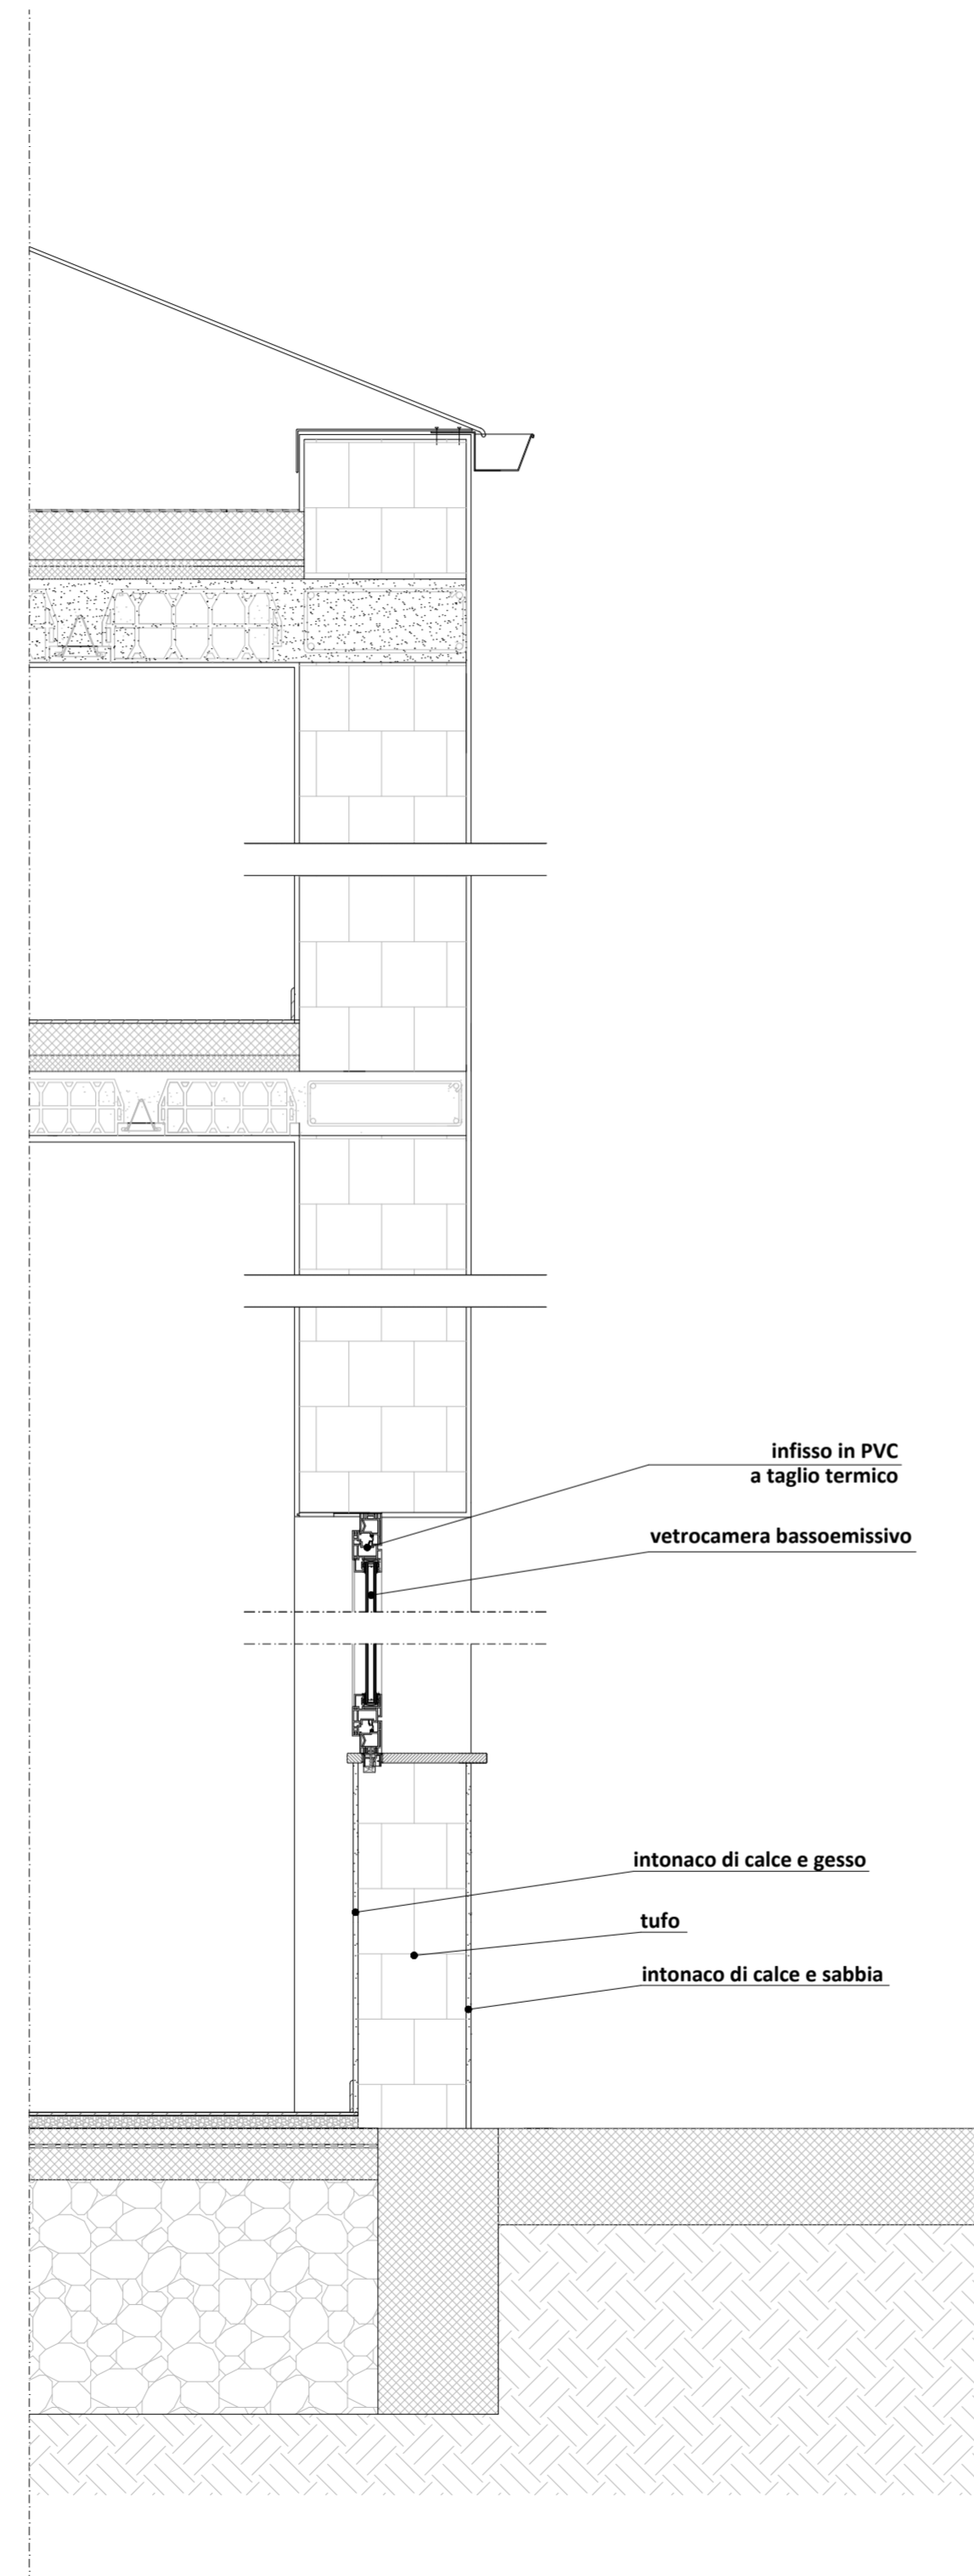 infisso in PVC
a taglio termico
vetrocamera bassoemissivo
intonaco di calce e gesso
tufo
intonaco di calce e sabbia